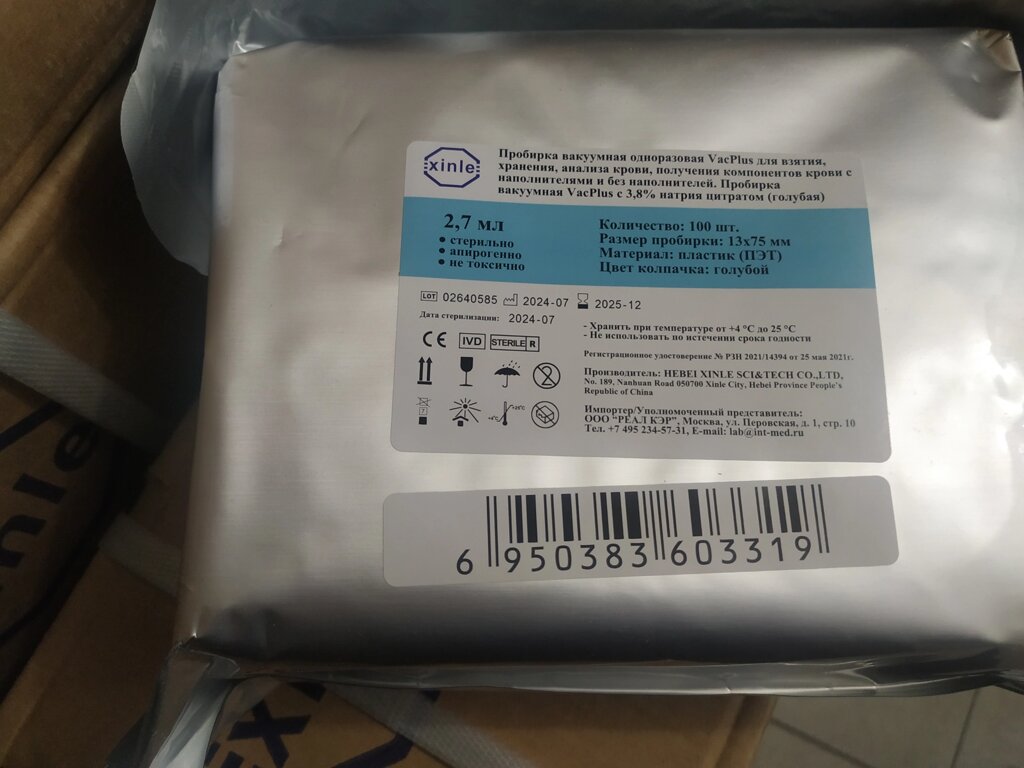 xinle
Пробирка вакуумная одноразовая VacPlus для взятия,
хранения, анализа крови, получения компонентов крови с
наполнителями и без наполнителей. Пробирка
вакуумная VacPlus с 3,8% натрия цитратом (голубая)
2,7 мл
• стерильно
• апирогенно
• не токсично
Количество: 100 шт.
Размер пробирки: 13x75 мм
Материал: пластик (ПЭТ)
Цвет колпачка: голубой
LOT 02640585 2024-07 2025-12
Дата стерилизации: 2024-07
CE IVD STERILE R
- Хранить при температуре от +4 °C до 25 °C
- Не использовать по истечении срока годности
Регистрационное удостоверение № РЗН 2021/14394 от 25 мая 2021г.
Производитель: HEBEI XINLE SCI&TECH CO.,LTD,
No. 189, Nanhuan Road 050700 Xinle City, Hebei Province People's
Republic of China
Импортер/Уполномоченный представитель:
ООО "РЕАЛ КЭР", Москва, ул. Перовская, д. 1, стр. 10
Тел. +7 495 234-57-31, E-mail: lab@int-med.ru
2
7
+4°C +25°C
6 950383 603319